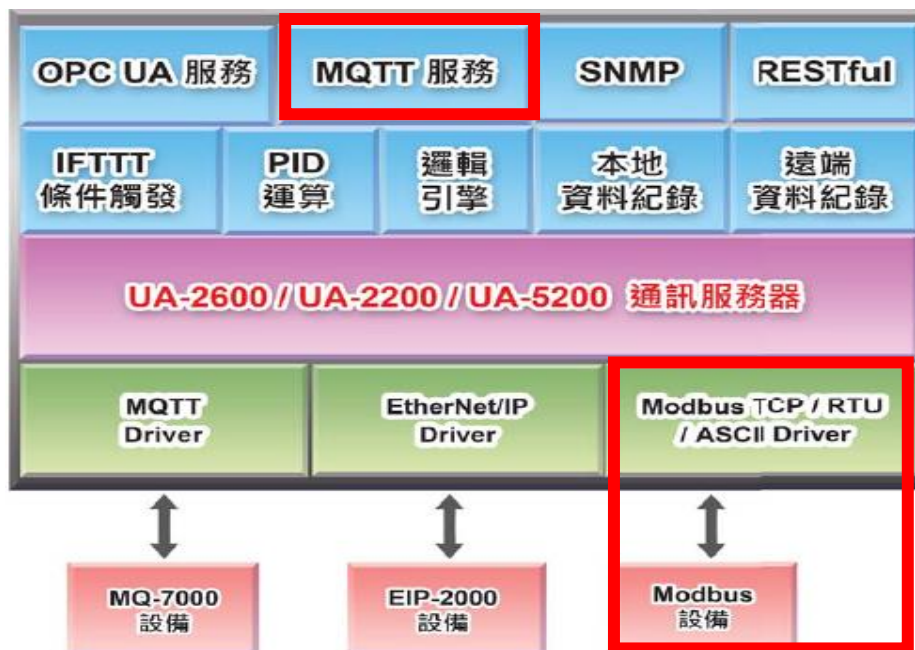 OPC UA 服務
MQTT 服務
SNMP
RESTful
IFTTT
條件觸發
PID
運算
邏輯
引擎
本地
資料紀錄
遠端
資料紀錄
UA-2600 / UA-2200 / UA-5200 通訊服務器
MQTT
Driver
EtherNet/IP
Driver
Modbus TCP / RTU
/ ASCII Driver
MQ-7000
設備
EIP-2000
設備
Modbus
設備